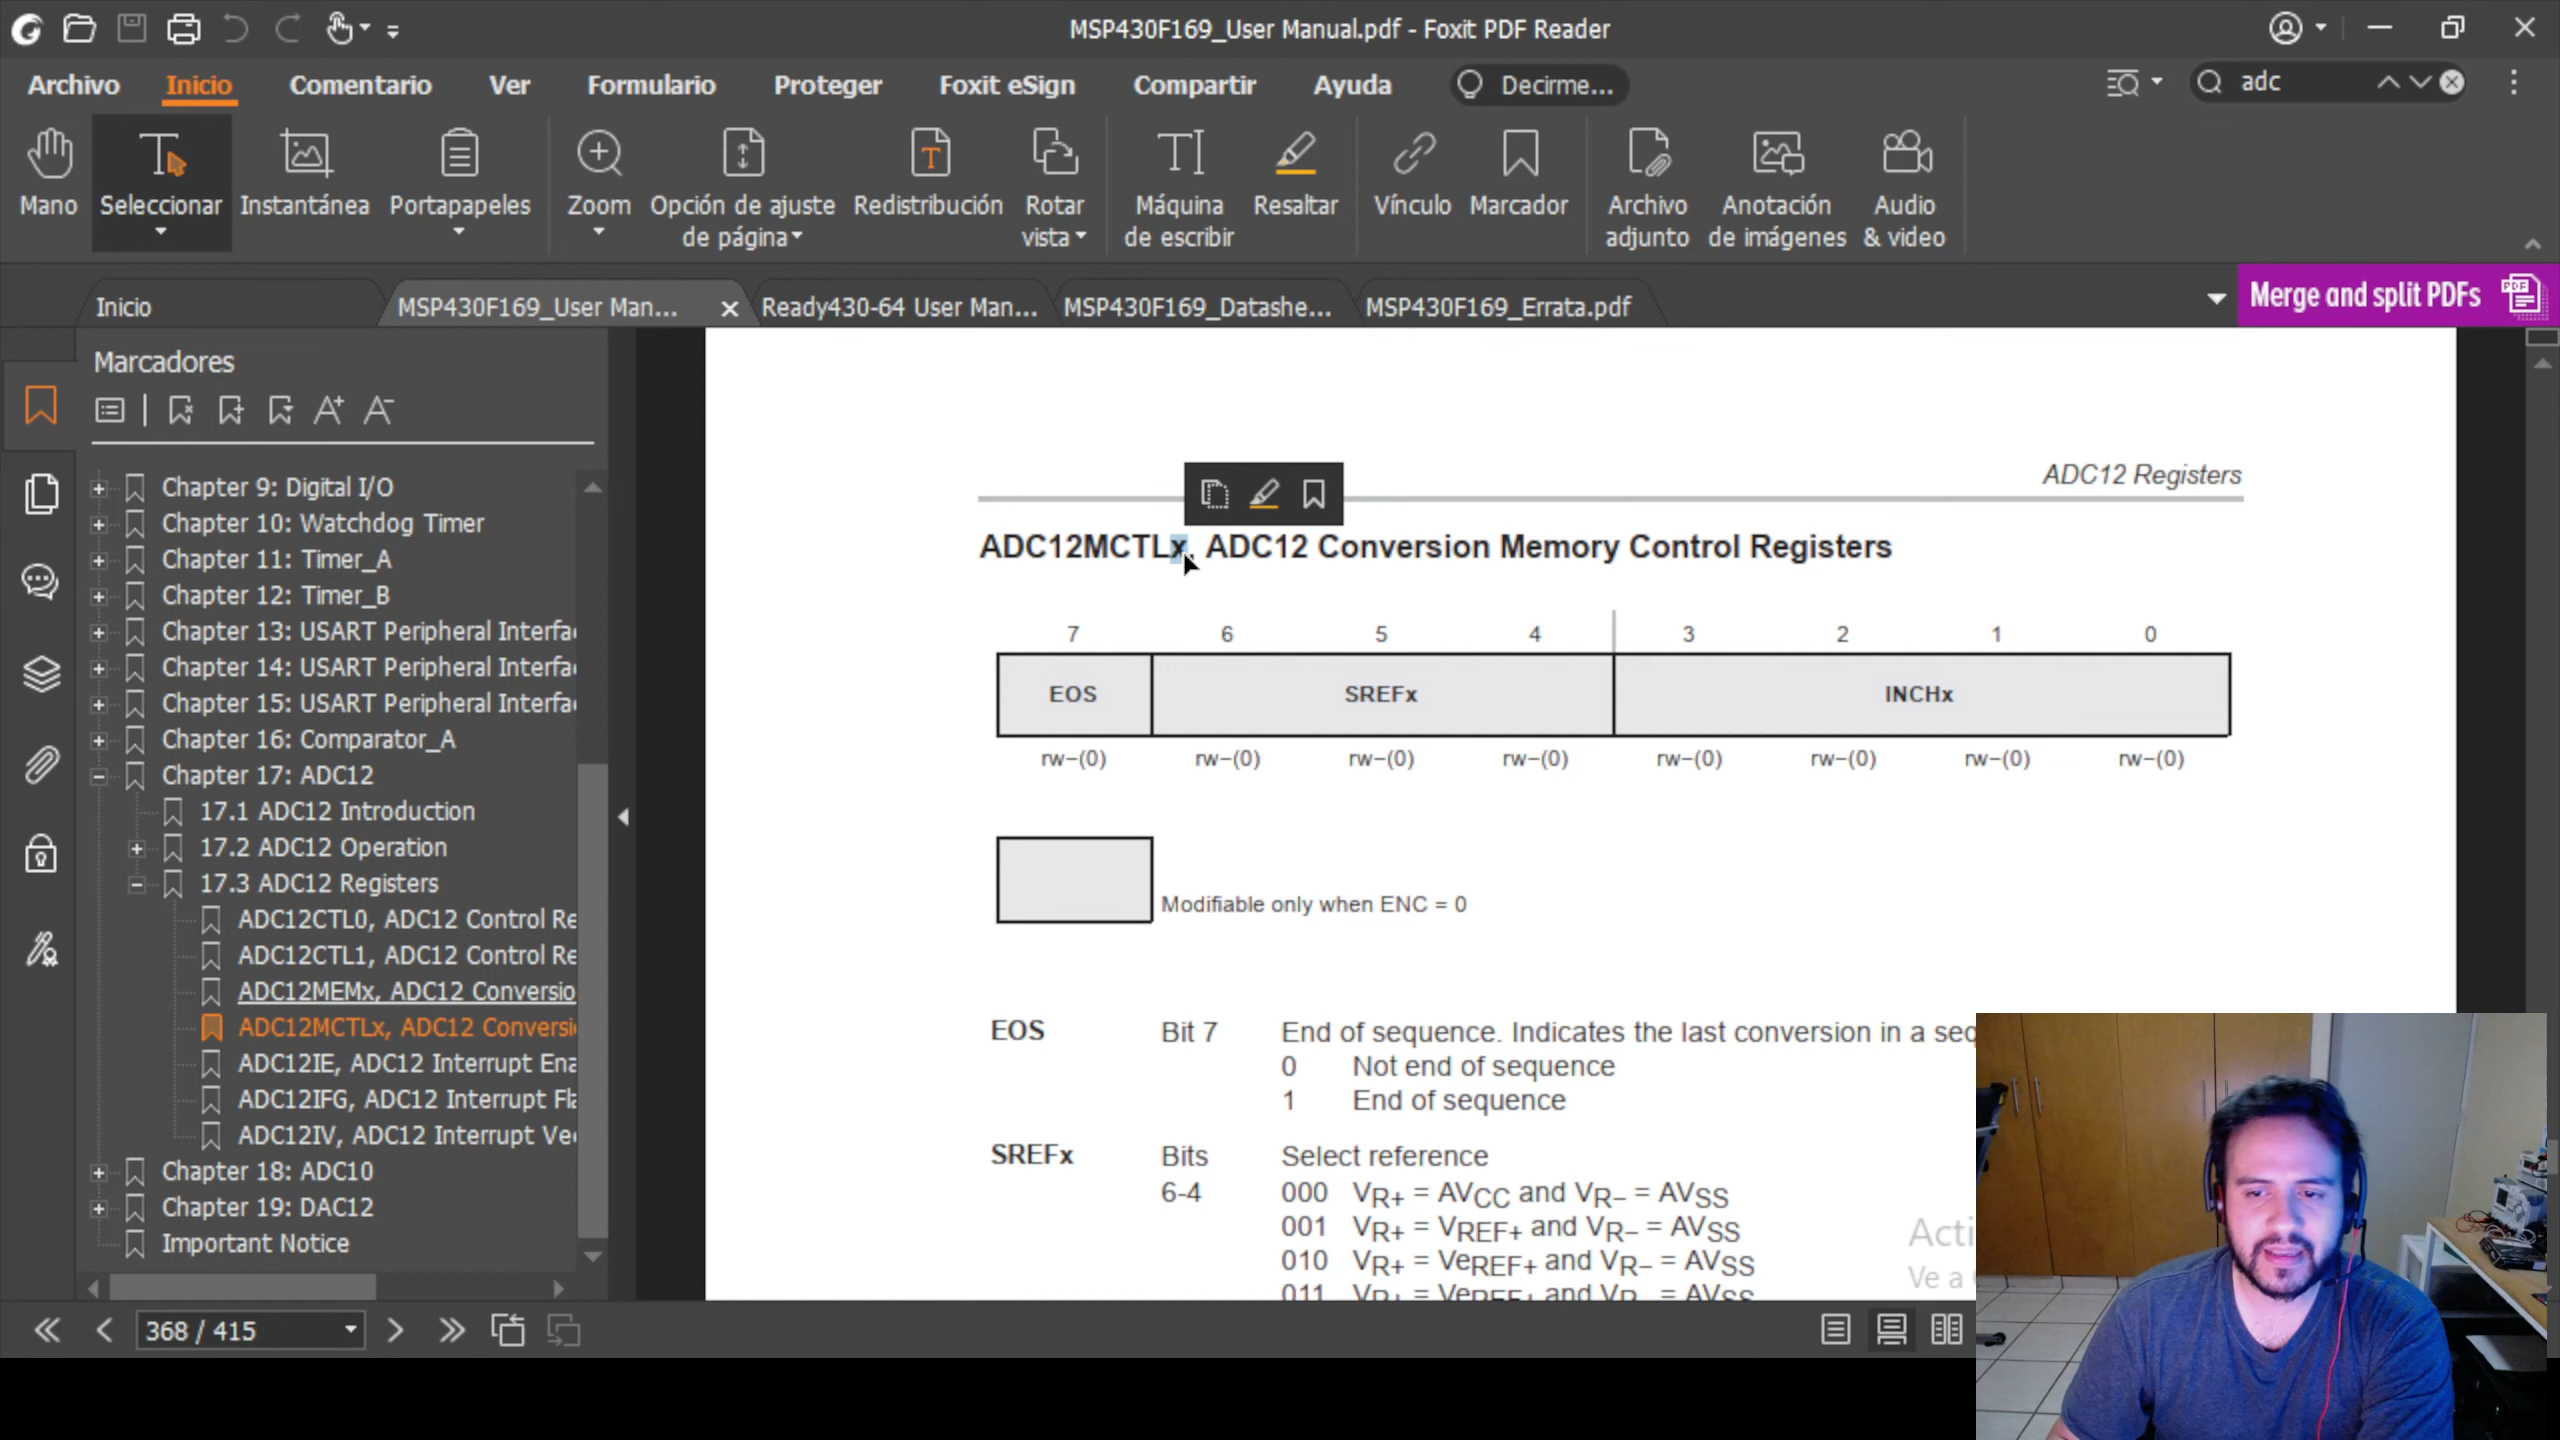 MSP430F169_User Manual.pdf - Foxit PDF Reader
Archivo Inicio Comentario Ver Formulario Proteger Foxit eSign Compartir Ayuda Decirme... adc
Mano Seleccionar Instantánea Portapapeles Zoom Opción de ajuste de página Redistribución Rotar vista Máquina de escribir Resaltar Vínculo Marcador Archivo adjunto Anotación de imágenes Audio & video
Inicio MSP430F169_User Man... Ready430-64 User Man... MSP430F169_Datashe... MSP430F169_Errata.pdf Merge and split PDFs
Marcadores
Chapter 9: Digital I/O
Chapter 10: Watchdog Timer
Chapter 11: Timer_A
Chapter 12: Timer_B
Chapter 13: USART Peripheral Interfa
Chapter 14: USART Peripheral Interfa
Chapter 15: USART Peripheral Interfa
Chapter 16: Comparator_A
Chapter 17: ADC12
17.1 ADC12 Introduction
17.2 ADC12 Operation
17.3 ADC12 Registers
ADC12CTL0, ADC12 Control Re
ADC12CTL1, ADC12 Control Re
ADC12MEMx, ADC12 Conversio
ADC12MCTLx, ADC12 Conversi
ADC12IE, ADC12 Interrupt Ena
ADC12IFG, ADC12 Interrupt Fla
ADC12IV, ADC12 Interrupt Ve
Chapter 18: ADC10
Chapter 19: DAC12
Important Notice
368 / 415
ADC12 Registers
ADC12MCTLx, ADC12 Conversion Memory Control Registers
7 6 5 4 3 2 1 0
EOS SREFx INCHx
rw−(0) rw−(0) rw−(0) rw−(0) rw−(0) rw−(0) rw−(0) rw−(0)
Modifiable only when ENC = 0
EOS Bit 7 End of sequence. Indicates the last conversion in a seq
0 Not end of sequence
1 End of sequence
SREFx Bits Select reference
6-4 000 VR+ = AVCC and VR− = AVSS
001 VR+ = VREF+ and VR− = AVSS
010 VR+ = VeREF+ and VR− = AVSS
011 VR+ = VeREF+ and VR− = AVSS
Acti
Ve a